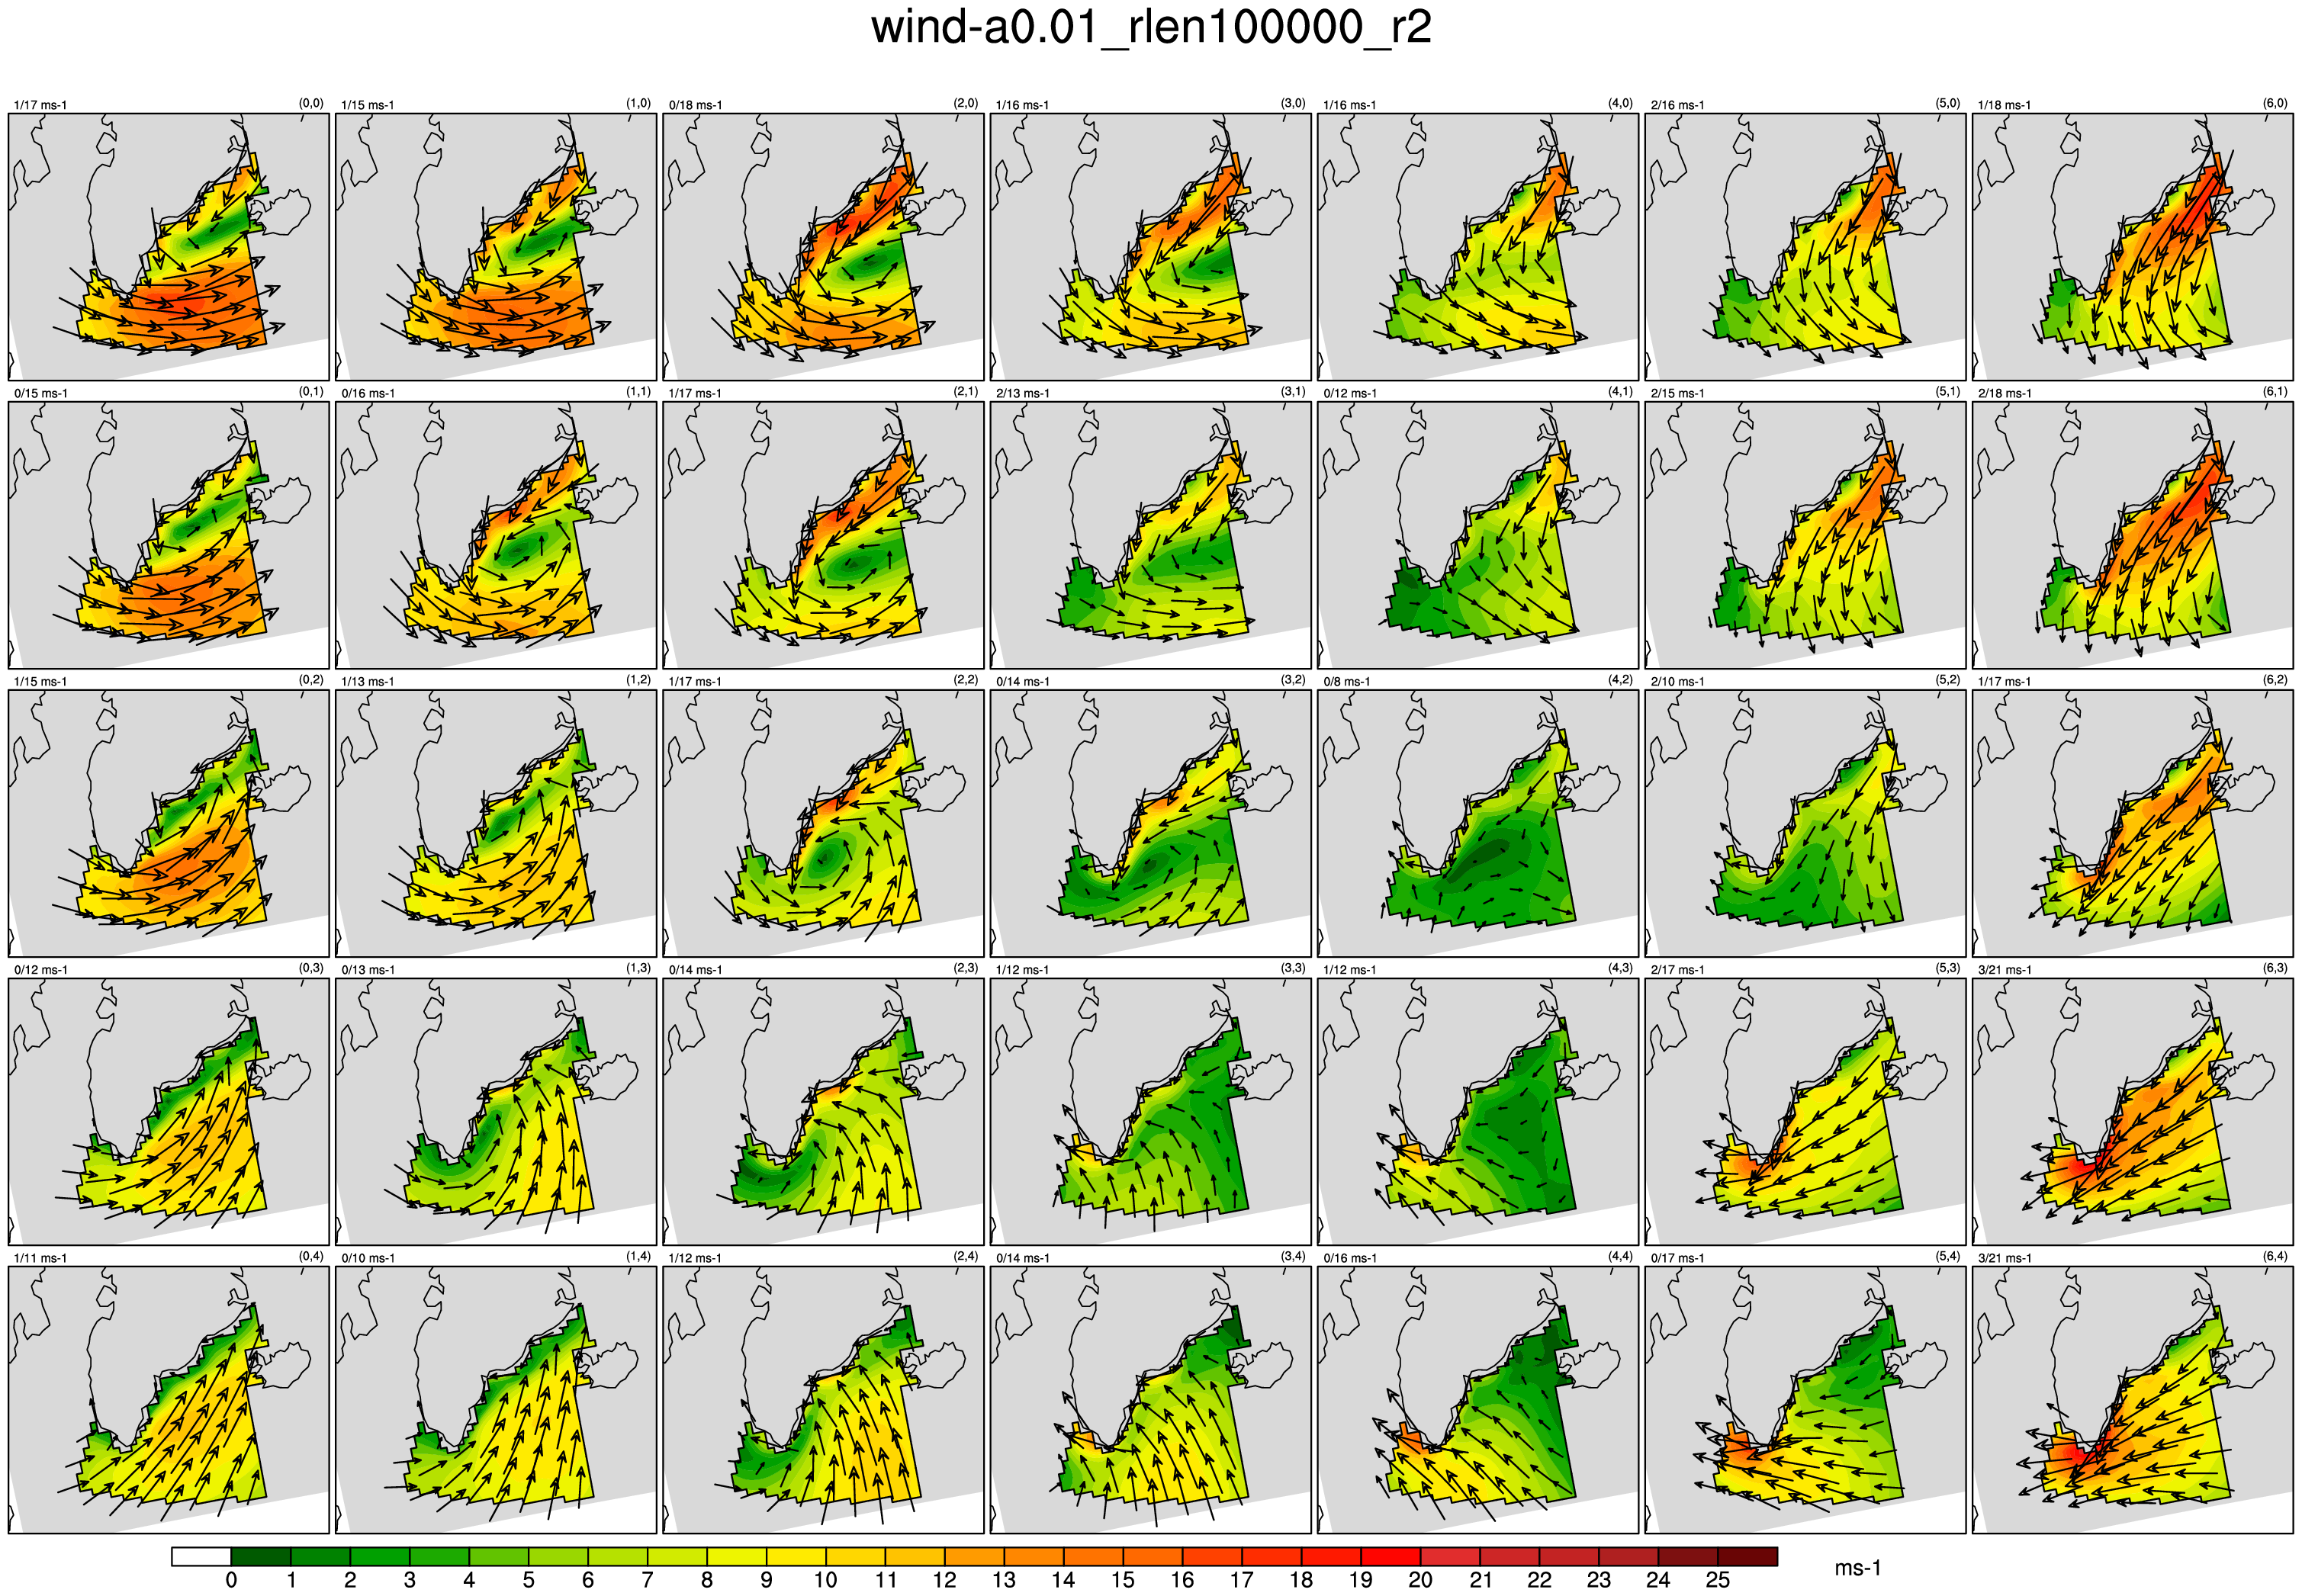 wind-a0.01_rlen100000_r2
1/17 ms-1 (0,0) 1/15 ms-1 (1,0) 0/18 ms-1 (2,0) 1/16 ms-1 (3,0) 1/16 ms-1 (4,0) 2/16 ms-1 (5,0) 1/18 ms-1 (6,0)
0/15 ms-1 (0,1) 0/16 ms-1 (1,1) 1/17 ms-1 (2,1) 2/13 ms-1 (3,1) 0/12 ms-1 (4,1) 2/15 ms-1 (5,1) 2/18 ms-1 (6,1)
1/15 ms-1 (0,2) 1/13 ms-1 (1,2) 1/17 ms-1 (2,2) 0/14 ms-1 (3,2) 0/8 ms-1 (4,2) 2/10 ms-1 (5,2) 1/17 ms-1 (6,2)
0/12 ms-1 (0,3) 0/13 ms-1 (1,3) 0/14 ms-1 (2,3) 1/12 ms-1 (3,3) 1/12 ms-1 (4,3) 2/17 ms-1 (5,3) 3/21 ms-1 (6,3)
1/11 ms-1 (0,4) 0/10 ms-1 (1,4) 1/12 ms-1 (2,4) 0/14 ms-1 (3,4) 0/16 ms-1 (4,4) 0/17 ms-1 (5,4) 3/21 ms-1 (6,4)
0 1 2 3 4 5 6 7 8 9 10 11 12 13 14 15 16 17 18 19 20 21 22 23 24 25 ms-1